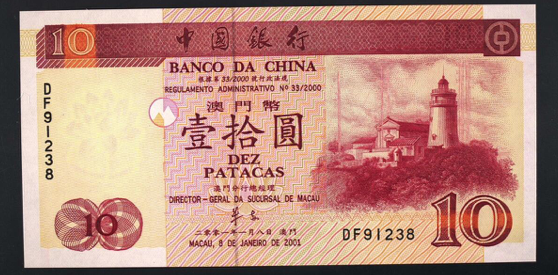 10
中國銀行
BANCO DA CHINA
根據第33/2000號行政法規
REGULAMENTO ADMINISTRATIVO Nº 33/2000
DF91238
澳門幣
壹拾圓
DEZ
PATACAS
澳門分行總經理
DIRECTOR - GERAL DA SUCURSAL DE MACAU
二零零一年一月八日 澳門
MACAU, 8 DE JANEIRO DE 2001
10
DF91238
10